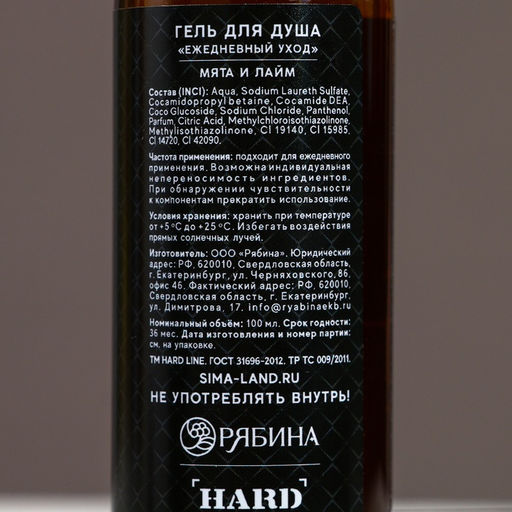 ГЕЛЬ ДЛЯ ДУША
«ЕЖЕДНЕВНЫЙ УХОД»
МЯТА И ЛАЙМ
Состав (INCI): Aqua, Sodium Laureth Sulfate,
Cocamidopropyl betaine, Cocamide DEA,
Coco Glucoside, Sodium Chloride, Panthenol,
Parfum, Citric Acid, Methylchloroisothiazolinone,
Methylisothiazolinone, CI 19140, CI 15985,
CI 14720, CI 42090.
Частота применения: подходит для ежедневного
применения. Возможна индивидуальная
непереносимость ингредиентов.
При обнаружении чувствительности
к компонентам прекратить использование.
Условия хранения: хранить при температуре
от +5°С до +25°С. Избегать воздействия
прямых солнечных лучей.
Изготовитель: ООО «Рябина». Юридический
адрес: РФ, 620010, Свердловская область,
г. Екатеринбург, ул. Черняховского, 86,
офис 46. Фактический адрес: РФ, 620010,
Свердловская область, г. Екатеринбург,
ул. Димитрова, 17. info@ryabinaekb.ru
Номинальный объём: 100 мл. Срок годности:
36 мес. Дата изготовления и номер партии:
см. на упаковке.
TM HARD LINE. ГОСТ 31696-2012. ТР ТС 009/2011.
SIMA-LAND.RU
НЕ УПОТРЕБЛЯТЬ ВНУТРЬ!
РЯБИНА
HARD